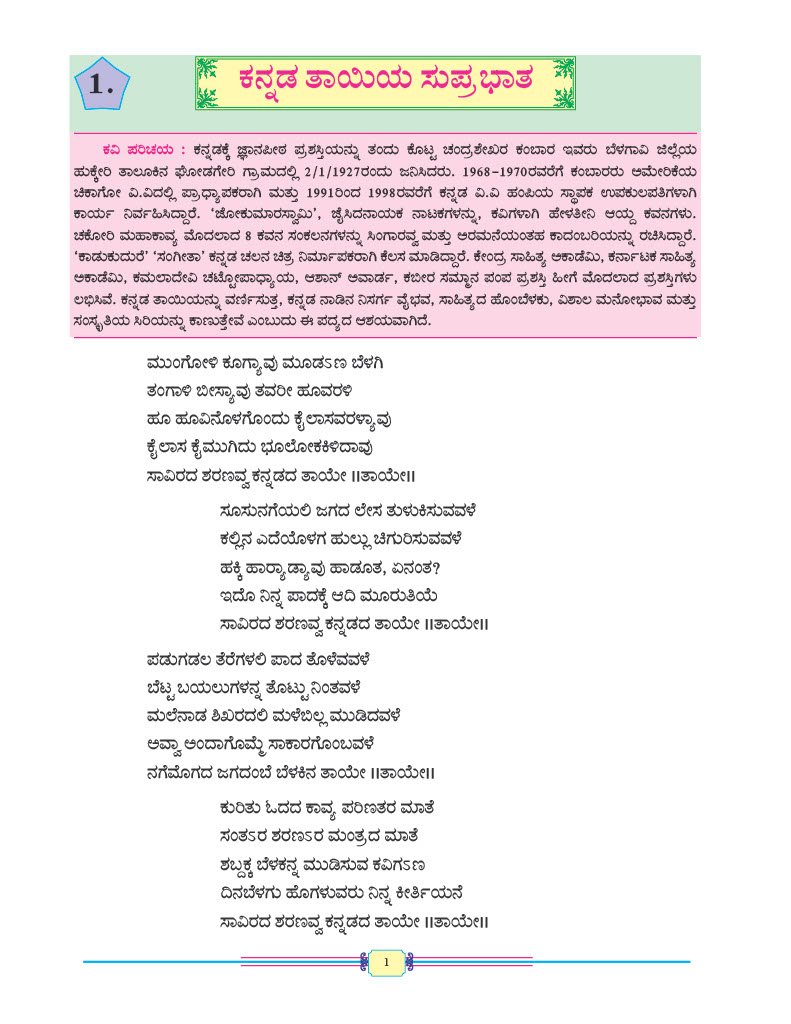 1.
ಕನ್ನಡ ತಾಯಿಯ ಸುಪ್ರಭಾತ
ಕವಿ ಪರಿಚಯ : ಕನ್ನಡಕ್ಕೆ ಜ್ಞಾನಪೀಠ ಪ್ರಶಸ್ತಿಯನ್ನು ತಂದು ಕೊಟ್ಟ ಚಂದ್ರಶೇಖರ ಕಂಬಾರ ಇವರು ಬೆಳಗಾವಿ ಜಿಲ್ಲೆಯ
ಹುಕ್ಕೇರಿ ತಾಲೂಕಿನ ಘೋಡಗೇರಿ ಗ್ರಾಮದಲ್ಲಿ 2/1/1927ರಂದು ಜನಿಸಿದರು. 1968-1970ರವರೆಗೆ ಕಂಬಾರರು ಅಮೇರಿಕೆಯ
ಚಿಕಾಗೋ ವಿ.ವಿದಲ್ಲಿ ಪ್ರಾಧ್ಯಾಪಕರಾಗಿ ಮತ್ತು 1991ರಿಂದ 1998ರವರೆಗೆ ಕನ್ನಡ ವಿ.ವಿ ಹಂಪಿಯ ಸ್ಥಾಪಕ ಉಪಕುಲಪತಿಗಳಾಗಿ
ಕಾರ್ಯ ನಿರ್ವಹಿಸಿದ್ದಾರೆ. ‘ಜೋಕುಮಾರಸ್ವಾಮಿ’, ಜೈಸಿದನಾಯಕ ನಾಟಕಗಳನ್ನು, ಕವಿಗಳಾಗಿ ಹೇಳತೀನಿ ಆಯ್ದ ಕವನಗಳು.
ಚಕೋರಿ ಮಹಾಕಾವ್ಯ ಮೊದಲಾದ 8 ಕವನ ಸಂಕಲನಗಳನ್ನು ಸಿಂಗಾರವ್ವ ಮತ್ತು ಅರಮನೆಯಂತಹ ಕಾದಂಬರಿಯನ್ನು ರಚಿಸಿದ್ದಾರೆ.
‘ಕಾಡುಕುದುರೆ’ ‘ಸಂಗೀತಾ’ ಕನ್ನಡ ಚಲನ ಚಿತ್ರ ನಿರ್ಮಾಪಕರಾಗಿ ಕೆಲಸ ಮಾಡಿದ್ದಾರೆ. ಕೇಂದ್ರ ಸಾಹಿತ್ಯ ಅಕಾಡೆಮಿ, ಕರ್ನಾಟಕ ಸಾಹಿತ್ಯ
ಅಕಾಡೆಮಿ, ಕಮಲಾದೇವಿ ಚಟ್ಟೋಪಾಧ್ಯಾಯ, ಆಶಾನ್ ಅವಾರ್ಡ, ಕಬೀರ ಸಮ್ಮಾನ ಪಂಪ ಪ್ರಶಸ್ತಿ ಹೀಗೆ ಮೊದಲಾದ ಪ್ರಶಸ್ತಿಗಳು
ಲಭಿಸಿವೆ. ಕನ್ನಡ ತಾಯಿಯನ್ನು ವರ್ಣಿಸುತ್ತ, ಕನ್ನಡ ನಾಡಿನ ನಿಸರ್ಗ ವೈಭವ, ಸಾಹಿತ್ಯದ ಹೊಂಬೆಳಕು, ವಿಶಾಲ ಮನೋಭಾವ ಮತ್ತು
ಸಂಸ್ಕೃತಿಯ ಸಿರಿಯನ್ನು ಕಾಣುತ್ತೇವೆ ಎಂಬುದು ಈ ಪದ್ಯದ ಆಶಯವಾಗಿದೆ.
ಮುಂಗೋಳಿ ಕೂಗ್ಯಾವು ಮೂಡಽಣ ಬೆಳಗಿ
ತಂಗಾಳಿ ಬೀಸ್ಯಾವು ತವರೀ ಹೂವರಳಿ
ಹೂ ಹೂವಿನೊಳಗೊಂದು ಕೈಲಾಸವರಳ್ಯಾವು
ಕೈಲಾಸ ಕೈಮುಗಿದು ಭೂಲೋಕಕಿಳಿದಾವು
ಸಾವಿರದ ಶರಣವ್ವ ಕನ್ನಡದ ತಾಯೇ ॥ತಾಯೇ॥
ಸೂಸುನಗೆಯಲಿ ಜಗದ ಲೇಸ ತುಳುಕಿಸುವವಳೆ
ಕಲ್ಲಿನ ಎದೆಯೊಳಗ ಹುಲ್ಲು ಚಿಗುರಿಸುವವಳೆ
ಹಕ್ಕಿ ಹಾರ‍್ಯಾಡ್ಯಾವು ಹಾಡೂತ, ಏನಂತ?
ಇದೊ ನಿನ್ನ ಪಾದಕ್ಕೆ ಆದಿ ಮೂರುತಿಯೆ
ಸಾವಿರದ ಶರಣವ್ವ ಕನ್ನಡದ ತಾಯೇ ॥ತಾಯೇ॥
ಪಡುಗಡಲ ತೆರೆಗಳಲಿ ಪಾದ ತೊಳೆವವಳೆ
ಬೆಟ್ಟ ಬಯಲುಗಳನ್ನ ತೊಟ್ಟು ನಿಂತವಳೆ
ಮಲೆನಾಡ ಶಿಖರದಲಿ ಮಳೆಬಿಲ್ಲ ಮುಡಿದವಳೆ
ಅವ್ವಾ ಅಂದಾಗೊಮ್ಮೆ ಸಾಕಾರಗೊಂಬವಳೆ
ನಗೆಮೊಗದ ಜಗದಂಬೆ ಬೆಳಕಿನ ತಾಯೇ ॥ತಾಯೇ॥
ಕುರಿತು ಓದದ ಕಾವ್ಯ ಪರಿಣತರ ಮಾತೆ
ಸಂತಽರ ಶರಣಽರ ಮಂತ್ರದ ಮಾತೆ
ಶಬ್ದಕ್ಕ ಬೆಳಕನ್ನ ಮುಡಿಸುವ ಕವಿಗಽಣ
ದಿನಬೆಳಗು ಹೊಗಳುವರು ನಿನ್ನ ಕೀರ್ತಿಯನೆ
ಸಾವಿರದ ಶರಣವ್ವ ಕನ್ನಡದ ತಾಯೇ ॥ತಾಯೇ॥
1